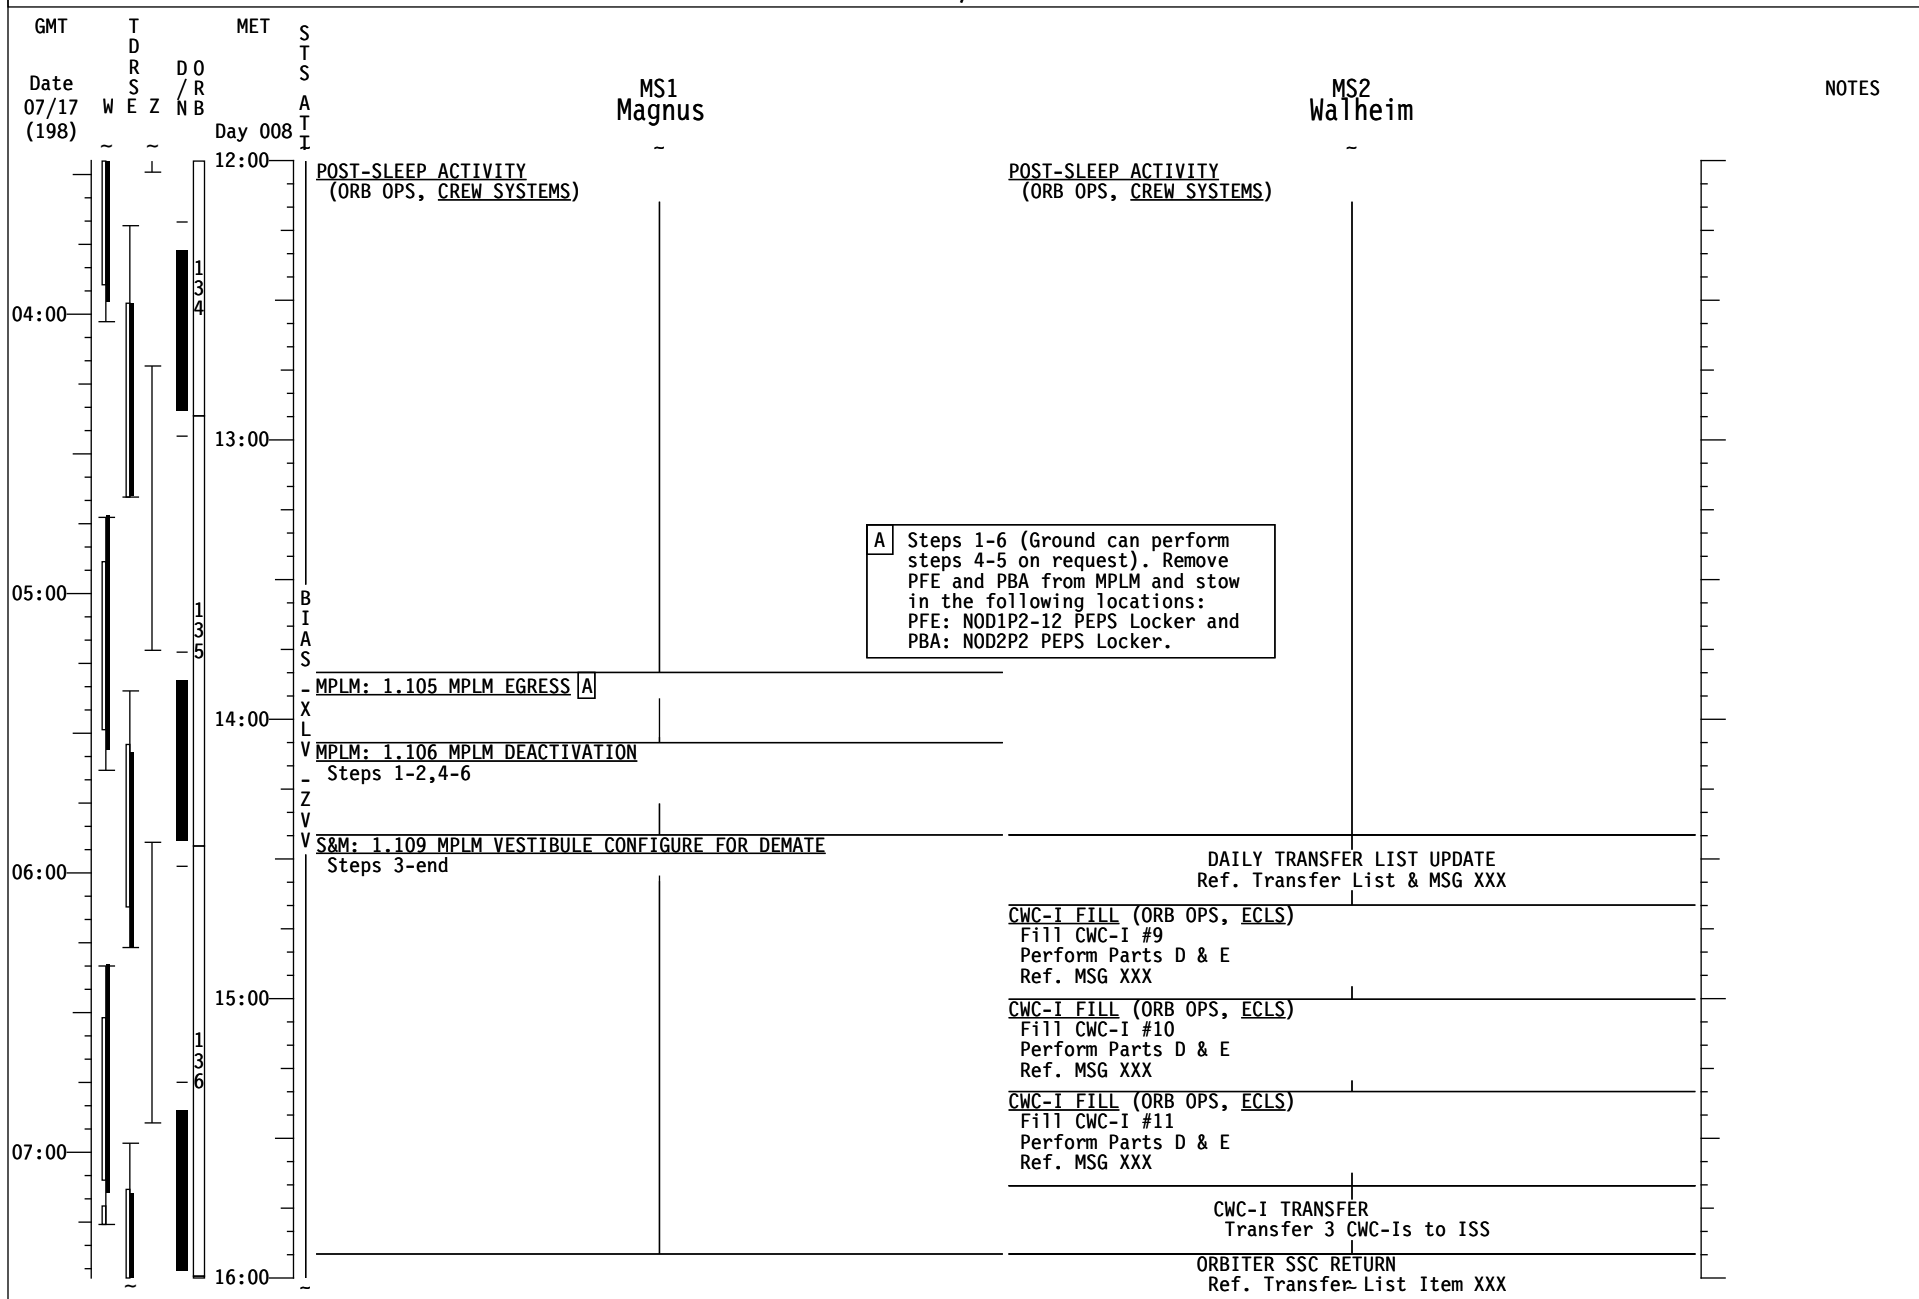 GMT
TDRS
MET
STS ATT
D/N
ORB
Date
07/17
(198)
W E Z
Day 008
MS1
Magnus
MS2
Walheim
NOTES
~ ~ ~ ~ ~
12:00
POST-SLEEP ACTIVITY
(ORB OPS, CREW SYSTEMS)
POST-SLEEP ACTIVITY
(ORB OPS, CREW SYSTEMS)
134
04:00
13:00
A Steps 1-6 (Ground can perform
steps 4-5 on request). Remove
PFE and PBA from MPLM and stow
in the following locations:
PFE: NOD1P2-12 PEPS Locker and
PBA: NOD2P2 PEPS Locker.
05:00
135
BIAS -XLV -ZVV
MPLM: 1.105 MPLM EGRESS A
14:00
MPLM: 1.106 MPLM DEACTIVATION
Steps 1-2,4-6
S&M: 1.109 MPLM VESTIBULE CONFIGURE FOR DEMATE
Steps 3-end
06:00
DAILY TRANSFER LIST UPDATE
Ref. Transfer List & MSG XXX
CWC-I FILL (ORB OPS, ECLS)
Fill CWC-I #9
Perform Parts D & E
Ref. MSG XXX
15:00
CWC-I FILL (ORB OPS, ECLS)
Fill CWC-I #10
Perform Parts D & E
Ref. MSG XXX
136
CWC-I FILL (ORB OPS, ECLS)
Fill CWC-I #11
Perform Parts D & E
Ref. MSG XXX
07:00
CWC-I TRANSFER
Transfer 3 CWC-Is to ISS
ORBITER SSC RETURN
Ref. Transfer List Item XXX
16:00
~ ~ ~